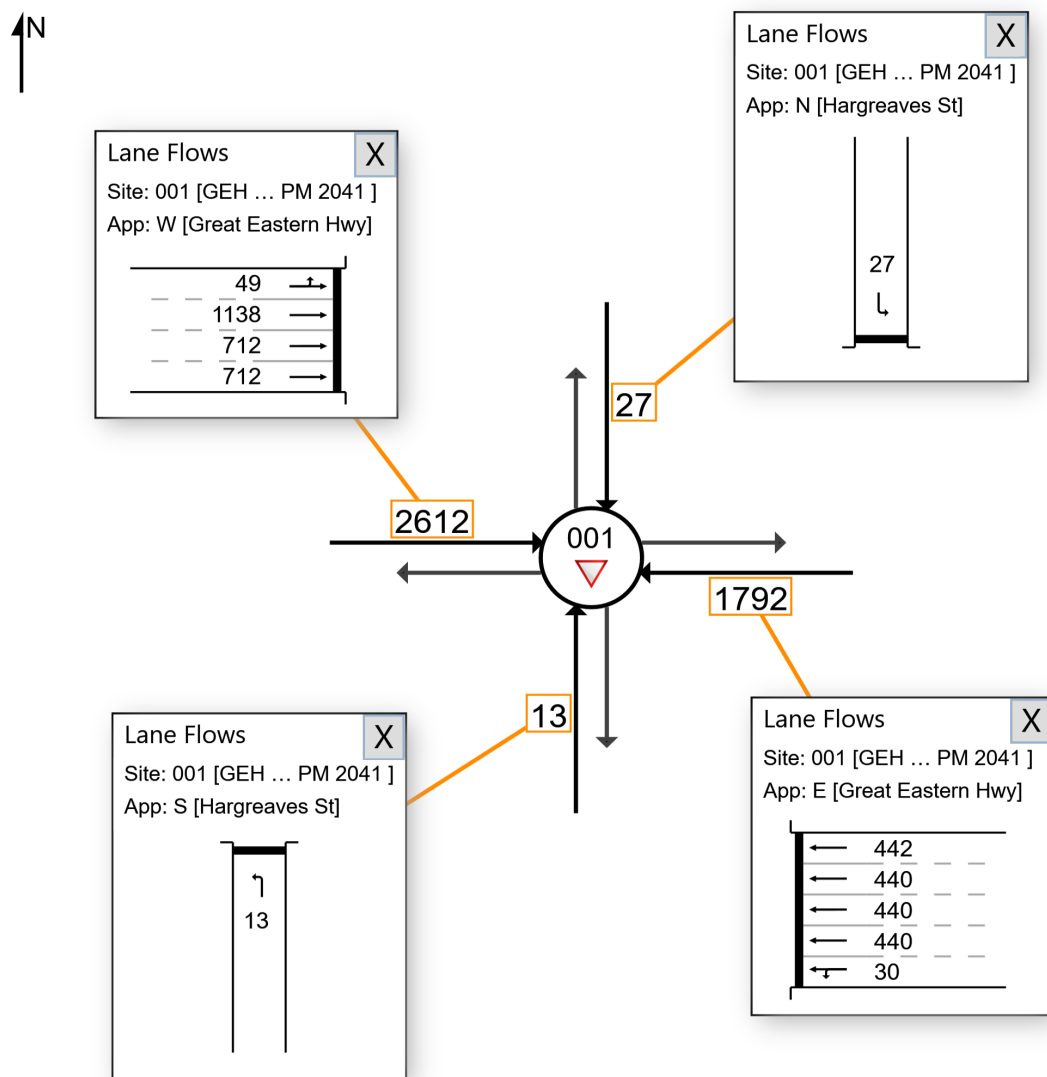 N
Lane Flows X
Site: 001 [GEH ... PM 2041 ]
App: N [Hargreaves St]
27
Lane Flows X
Site: 001 [GEH ... PM 2041 ]
App: W [Great Eastern Hwy]
49
1138
712
712
27
2612
001
1792
13
Lane Flows X
Site: 001 [GEH ... PM 2041 ]
App: S [Hargreaves St]
13
Lane Flows X
Site: 001 [GEH ... PM 2041 ]
App: E [Great Eastern Hwy]
442
440
440
440
30